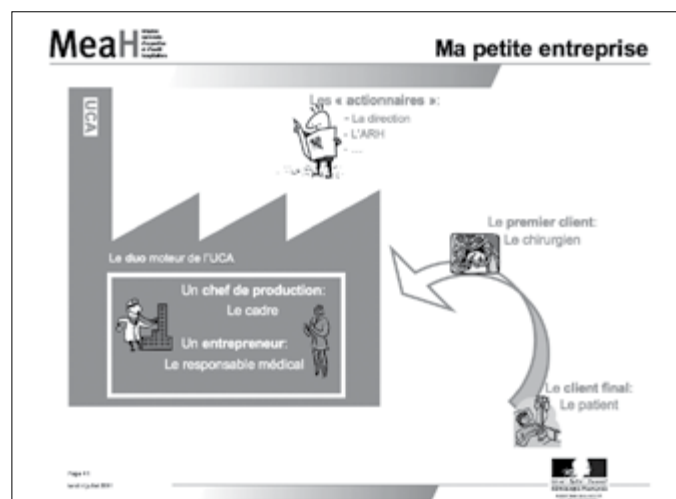 MeaH
Ma petite entreprise
UCA
Les « actionnaires »:
- La direction
- L'ARH
- ...
Le premier client:
Le chirurgien
Le duo moteur de l'UCA
Un chef de production:
Le cadre
Un entrepreneur:
Le responsable médical
Le client final:
Le patient